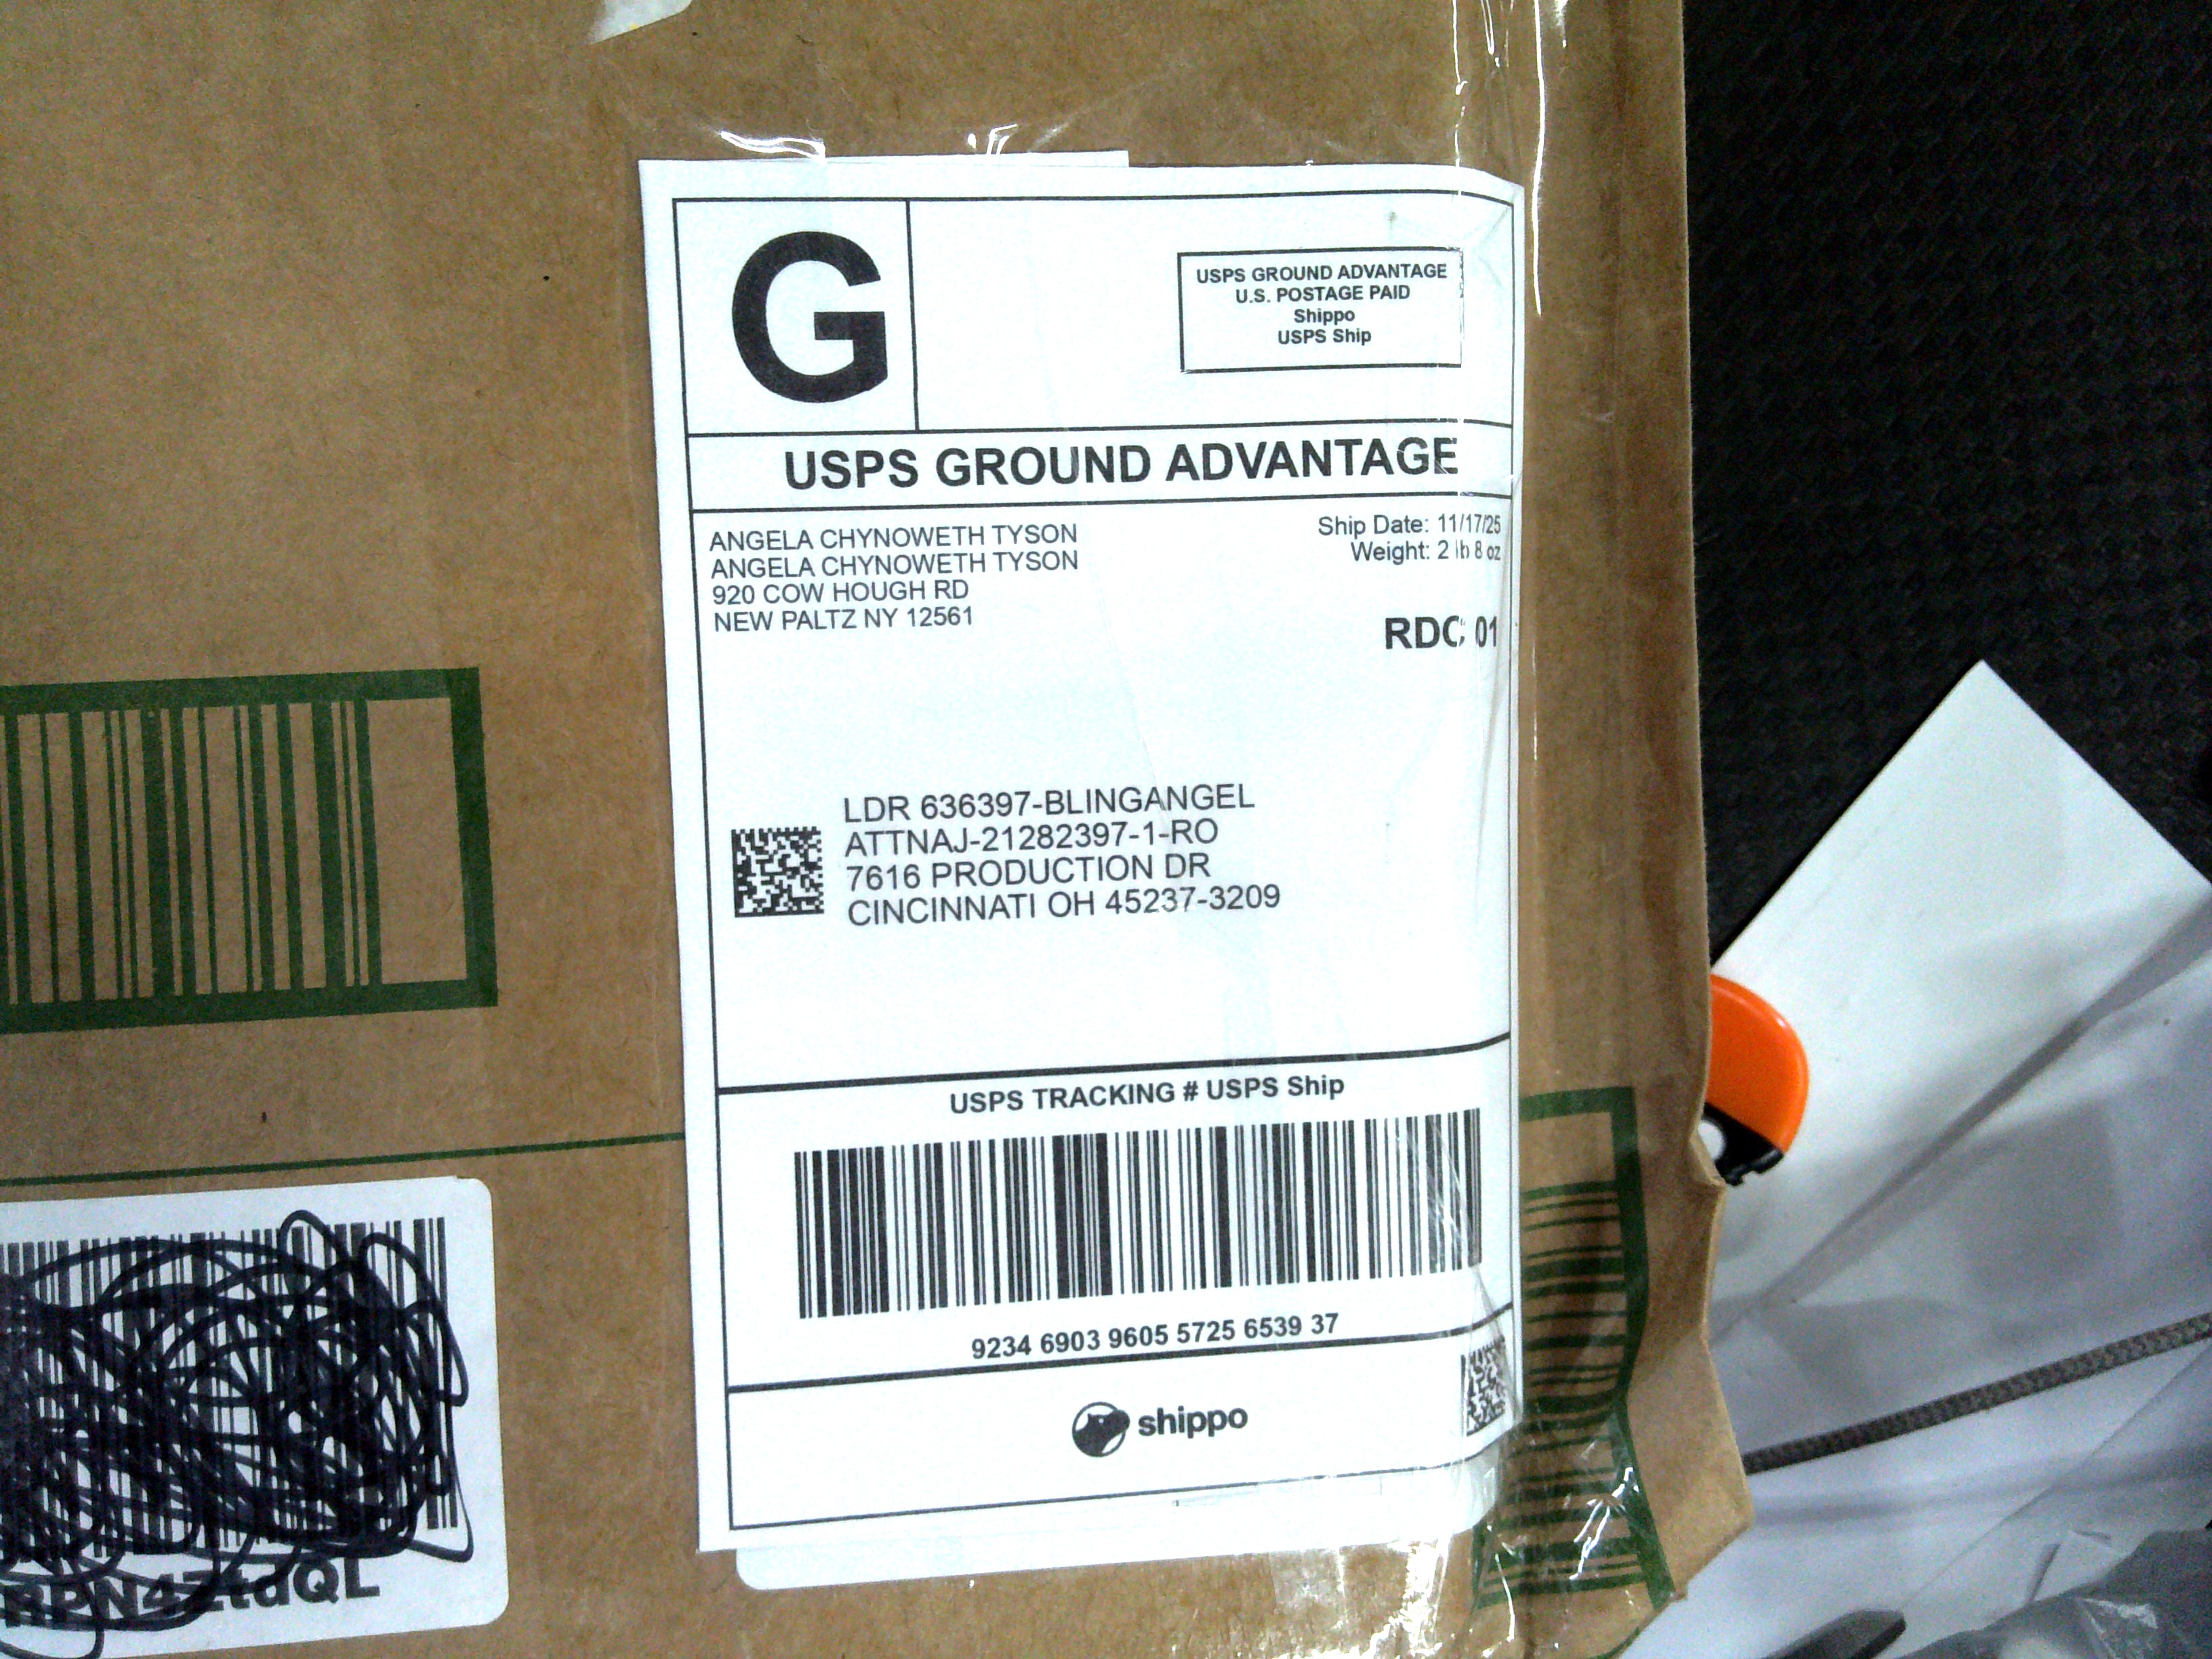 G
USPS GROUND ADVANTAGE
U.S. POSTAGE PAID
Shippo
USPS Ship
USPS GROUND ADVANTAGE
ANGELA CHYNOWETH TYSON
ANGELA CHYNOWETH TYSON
920 COW HOUGH RD
NEW PALTZ NY 12561
Ship Date: 11/17/25
Weight: 2 lb 8 oz
RDC 01
LDR 636397-BLINGANGEL
ATTNAJ-21282397-1-RO
7616 PRODUCTION DR
CINCINNATI OH 45237-3209
USPS TRACKING # USPS Ship
9234 6903 9605 5725 6539 37
shippo